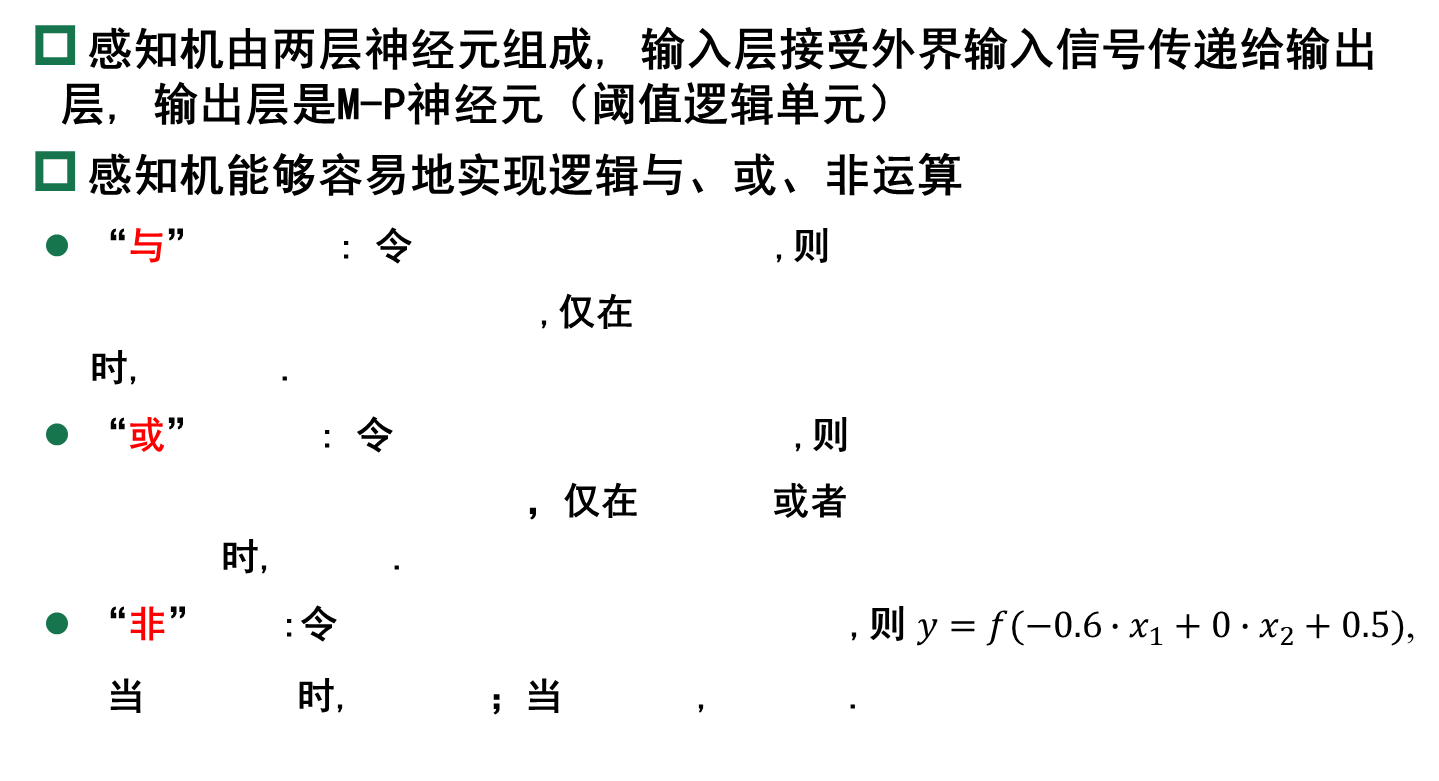 感知机由两层神经元组成, 输入层接受外界输入信号传递给输出
层, 输出层是M-P神经元（阈值逻辑单元）
感知机能够容易地实现逻辑与、或、非运算
“与” : 令 ,则
,仅在
时, .
“或” : 令 ,则
, 仅在 或者
时, .
“非” :令 ,则 y = f(−0.6 · x₁ + 0 · x₂ + 0.5),
当 时, ; 当 , .